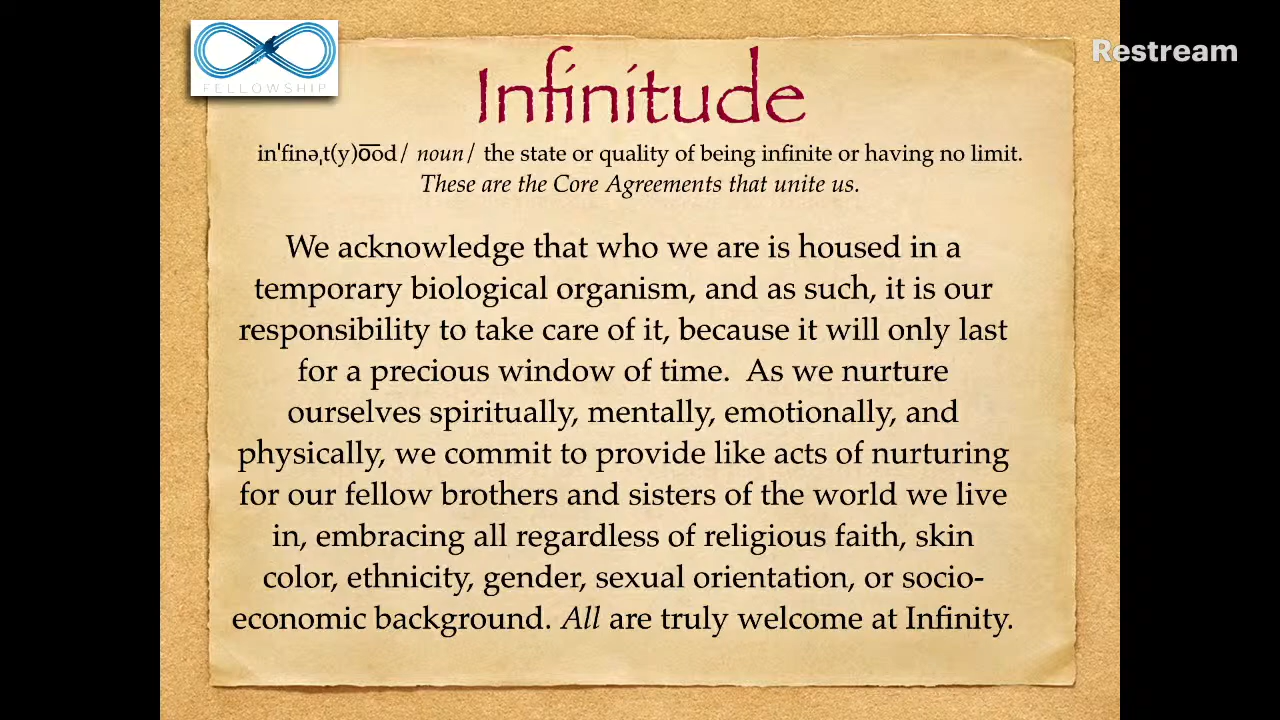 FELLOWSHIP
Restream
Infinitude
in'finəˌt(y)o͞od/ noun/ the state or quality of being infinite or having no limit.
These are the Core Agreements that unite us.
We acknowledge that who we are is housed in a
temporary biological organism, and as such, it is our
responsibility to take care of it, because it will only last
for a precious window of time.  As we nurture
ourselves spiritually, mentally, emotionally, and
physically, we commit to provide like acts of nurturing
for our fellow brothers and sisters of the world we live
in, embracing all regardless of religious faith, skin
color, ethnicity, gender, sexual orientation, or socio-
economic background. All are truly welcome at Infinity.